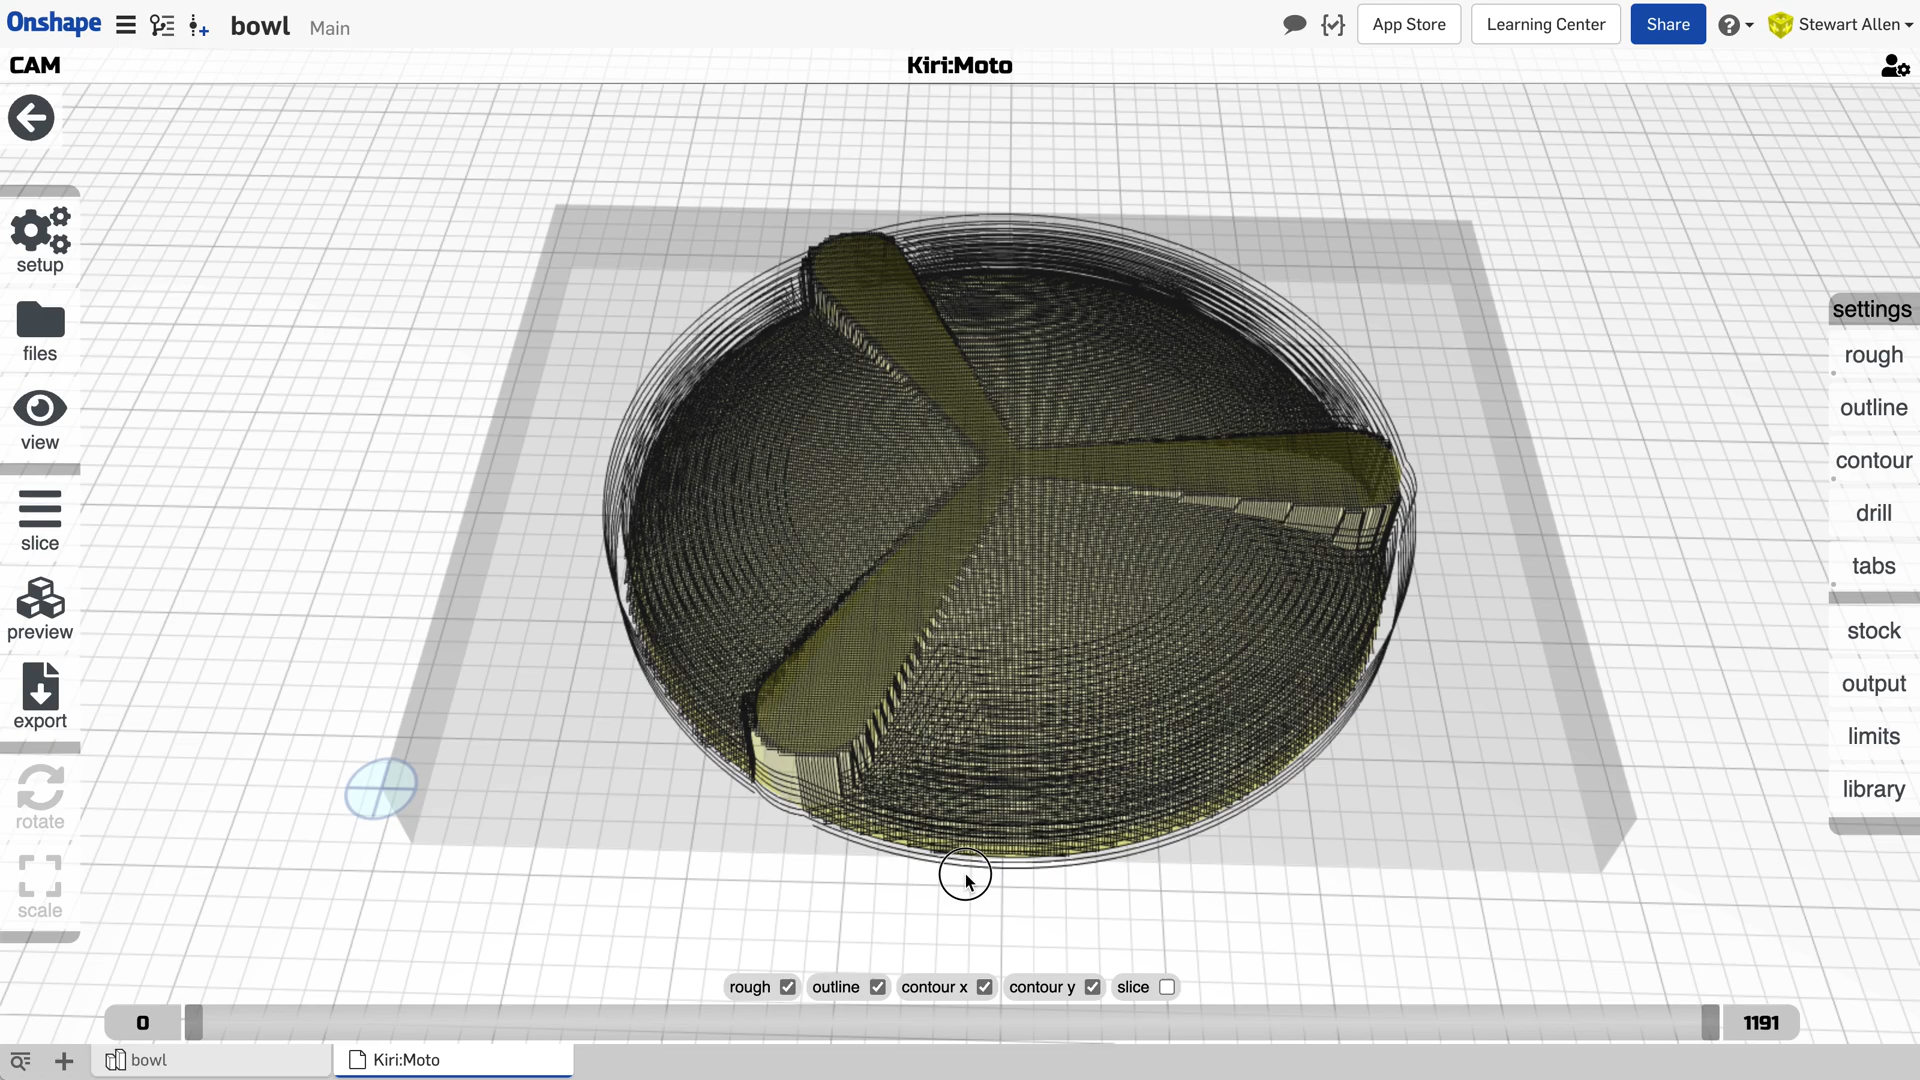 Onshape bowl Main App Store Learning Center Share Stewart Allen
CAM Kiri:Moto
setup
files
view
slice
preview
export
rotate
scale
settings
rough
outline
contour
drill
tabs
stock
output
limits
library
rough outline contour x contour y slice
0 1191
bowl Kiri:Moto